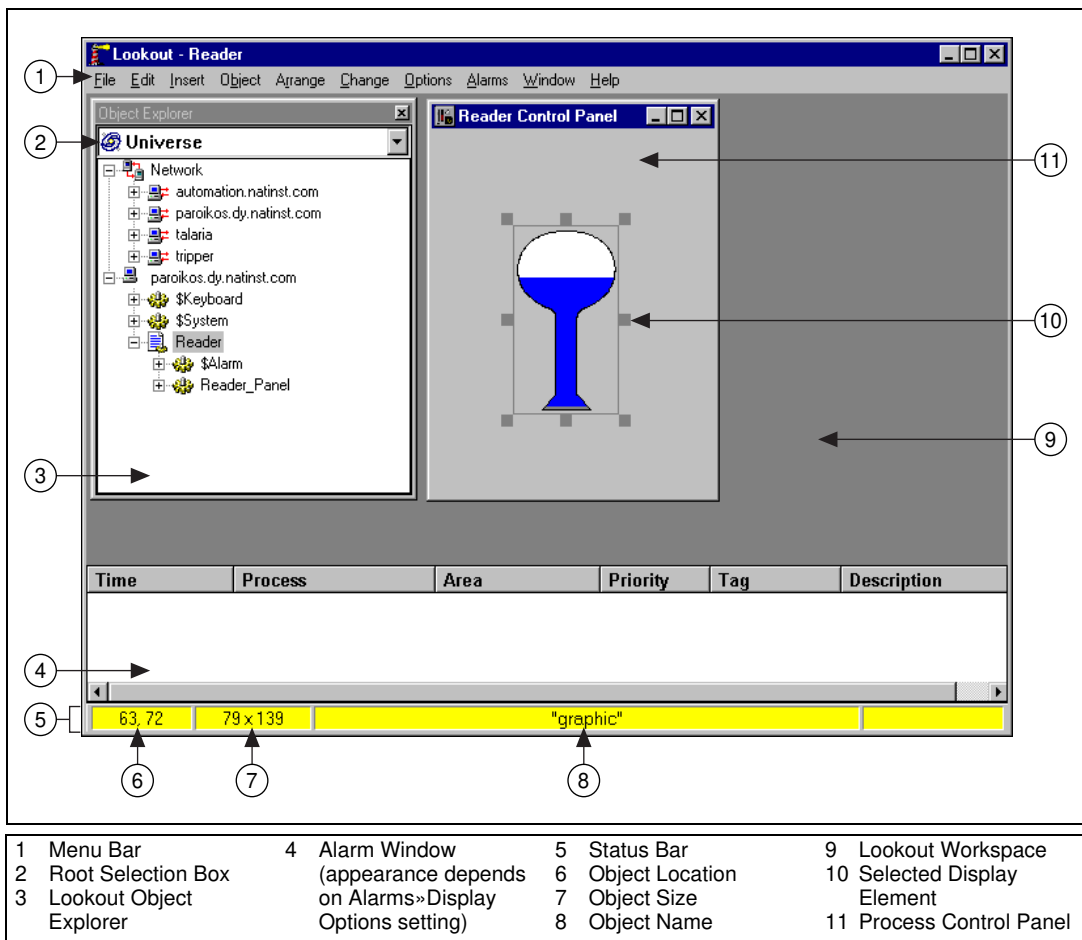 Lookout - Reader
1
File Edit Insert Object Arrange Change Options Alarms Window Help
Object Explorer
Reader Control Panel
2
Universe
11
Network
automation.natinst.com
paroikos.dy.natinst.com
talaria
tripper
paroikos.dy.natinst.com
$Keyboard
$System
10
Reader
$Alarm
Reader_Panel
9
3
Time Process Area Priority Tag Description
4
5
63, 72 79 x 139 "graphic"
6 7 8
1 Menu Bar
2 Root Selection Box
3 Lookout Object
Explorer
4 Alarm Window
(appearance depends
on Alarms»Display
Options setting)
5 Status Bar
6 Object Location
7 Object Size
8 Object Name
9 Lookout Workspace
10 Selected Display
Element
11 Process Control Panel